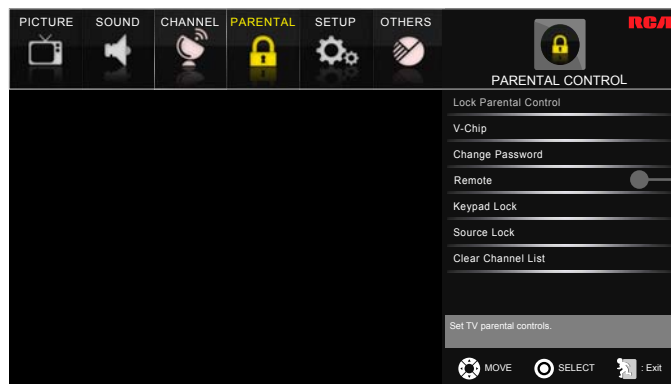 PICTURE SOUND CHANNEL PARENTAL SETUP OTHERS
RCA
PARENTAL CONTROL
Lock Parental Control
V-Chip
Change Password
Remote
Keypad Lock
Source Lock
Clear Channel List
Set TV parental controls.
MOVE SELECT : Exit